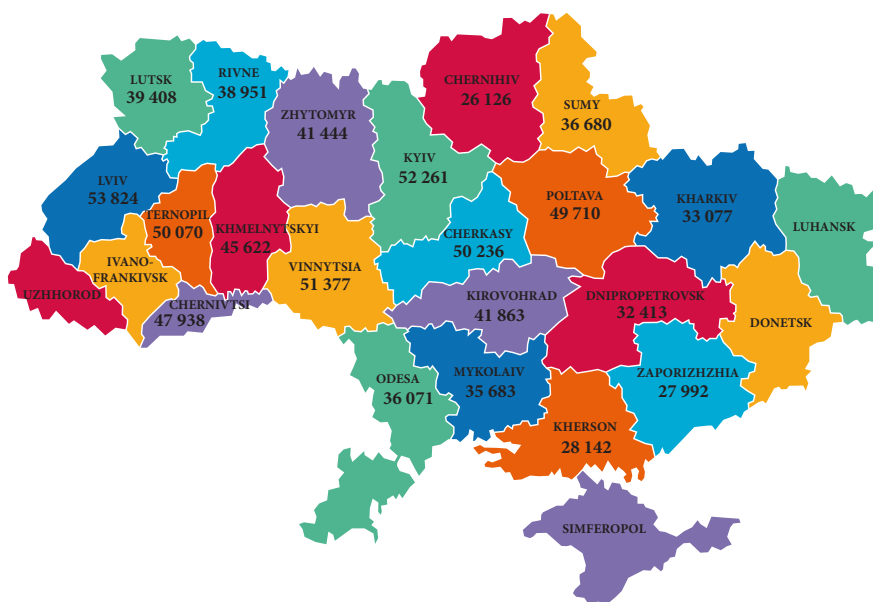 LUTSK
39 408
RIVNE
38 951
ZHYTOMYR
41 444
CHERNIHIV
26 126
SUMY
36 680
KYIV
52 261
LVIV
53 824
TERNOPIL
50 070
KHMELNYTSKYI
45 622
POLTAVA
49 710
KHARKIV
33 077
LUHANSK
CHERKASY
50 236
IVANO-
FRANKIVSK
VINNYTSIA
51 377
UZHHOROD
CHERNIVTSI
47 938
KIROVOHRAD
41 863
DNIPROPETROVSK
32 413
DONETSK
ODESA
36 071
MYKOLAIV
35 683
ZAPORIZHZHIA
27 992
KHERSON
28 142
SIMFEROPOL